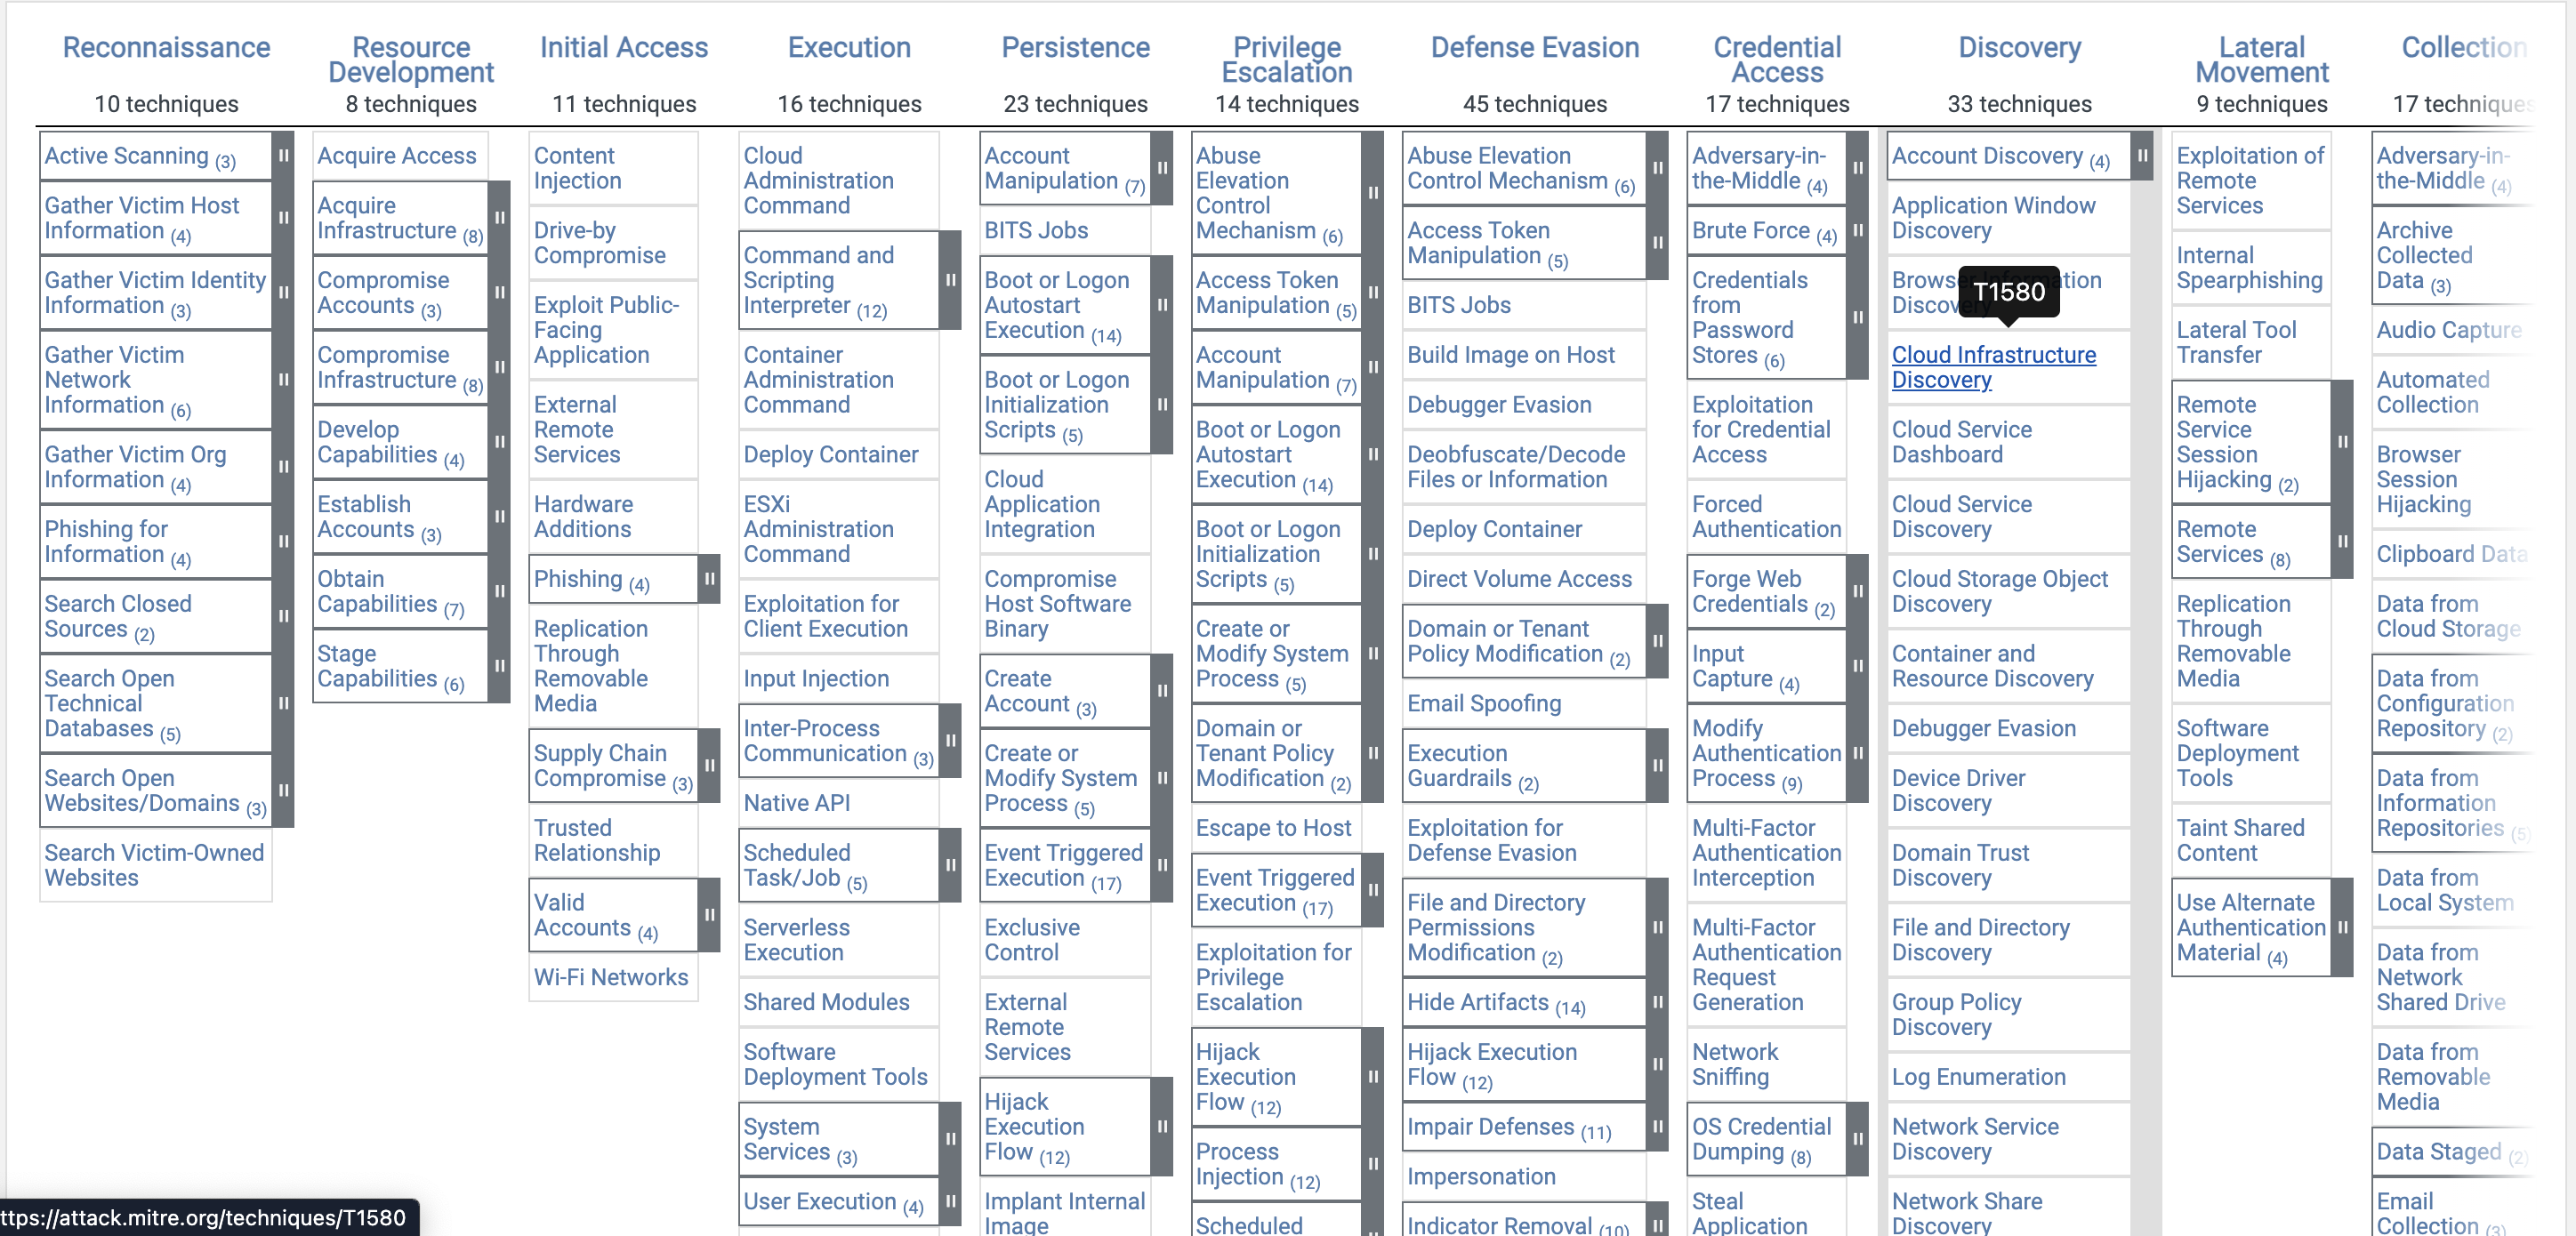 Reconnaissance
10 techniques
Active Scanning (3)
Gather Victim Host
Information (4)
Gather Victim Identity
Information (3)
Gather Victim
Network
Information (6)
Gather Victim Org
Information (4)
Phishing for
Information (4)
Search Closed
Sources (2)
Search Open
Technical
Databases (5)
Search Open
Websites/Domains (3)
Search Victim-Owned
Websites
Resource
Development
8 techniques
Acquire Access
Acquire
Infrastructure (8)
Compromise
Accounts (3)
Compromise
Infrastructure (8)
Develop
Capabilities (4)
Establish
Accounts (3)
Obtain
Capabilities (7)
Stage
Capabilities (6)
Initial Access
11 techniques
Content
Injection
Drive-by
Compromise
Exploit Public-
Facing
Application
External
Remote
Services
Hardware
Additions
Phishing (4)
Replication
Through
Removable
Media
Supply Chain
Compromise (3)
Trusted
Relationship
Valid
Accounts (4)
Wi-Fi Networks
Execution
16 techniques
Cloud
Administration
Command
Command and
Scripting
Interpreter (12)
Container
Administration
Command
Deploy Container
ESXi
Administration
Command
Exploitation for
Client Execution
Input Injection
Inter-Process
Communication (3)
Native API
Scheduled
Task/Job (5)
Serverless
Execution
Shared Modules
Software
Deployment Tools
System
Services (3)
User Execution (4)
Persistence
23 techniques
Account
Manipulation (7)
BITS Jobs
Boot or Logon
Autostart
Execution (14)
Boot or Logon
Initialization
Scripts (5)
Cloud
Application
Integration
Compromise
Host Software
Binary
Create
Account (3)
Create or
Modify System
Process (5)
Event Triggered
Execution (17)
Exclusive
Control
External
Remote
Services
Hijack
Execution
Flow (12)
Implant Internal
Image
Privilege
Escalation
14 techniques
Abuse
Elevation
Control
Mechanism (6)
Access Token
Manipulation (5)
Account
Manipulation (7)
Boot or Logon
Autostart
Execution (14)
Boot or Logon
Initialization
Scripts (5)
Create or
Modify System
Process (5)
Domain or
Tenant Policy
Modification (2)
Escape to Host
Event Triggered
Execution (17)
Exploitation for
Privilege
Escalation
Hijack
Execution
Flow (12)
Process
Injection (12)
Scheduled
Defense Evasion
45 techniques
Abuse Elevation
Control Mechanism (6)
Access Token
Manipulation (5)
BITS Jobs
Build Image on Host
Debugger Evasion
Deobfuscate/Decode
Files or Information
Deploy Container
Direct Volume Access
Domain or Tenant
Policy Modification (2)
Email Spoofing
Execution
Guardrails (2)
Exploitation for
Defense Evasion
File and Directory
Permissions
Modification (2)
Hide Artifacts (14)
Hijack Execution
Flow (12)
Impair Defenses (11)
Impersonation
Indicator Removal (10)
Credential
Access
17 techniques
Adversary-in-
the-Middle (4)
Brute Force (4)
Credentials
from
Password
Stores (6)
Exploitation
for Credential
Access
Forced
Authentication
Forge Web
Credentials (2)
Input
Capture (4)
Modify
Authentication
Process (9)
Multi-Factor
Authentication
Interception
Multi-Factor
Authentication
Request
Generation
Network
Sniffing
OS Credential
Dumping (8)
Steal
Application
Discovery
33 techniques
Account Discovery (4)
Application Window
Discovery
T1580
Cloud Infrastructure
Discovery
Cloud Service
Dashboard
Cloud Service
Discovery
Cloud Storage Object
Discovery
Container and
Resource Discovery
Debugger Evasion
Device Driver
Discovery
Domain Trust
Discovery
File and Directory
Discovery
Group Policy
Discovery
Log Enumeration
Network Service
Discovery
Network Share
Discovery
Lateral
Movement
9 techniques
Exploitation of
Remote
Services
Internal
Spearphishing
Lateral Tool
Transfer
Remote
Service
Session
Hijacking (2)
Remote
Services (8)
Replication
Through
Removable
Media
Software
Deployment
Tools
Taint Shared
Content
Use Alternate
Authentication
Material (4)
Collection
17 techniques
Adversary-in-
the-Middle (4)
Archive
Collected
Data (3)
Audio Capture
Automated
Collection
Browser
Session
Hijacking
Clipboard Data
Data from
Cloud Storage
Data from
Configuration
Repository (2)
Data from
Information
Repositories (5)
Data from
Local System
Data from
Network
Shared Drive
Data from
Removable
Media
Data Staged (2)
Email
Collection (3)
ttps://attack.mitre.org/techniques/T1580